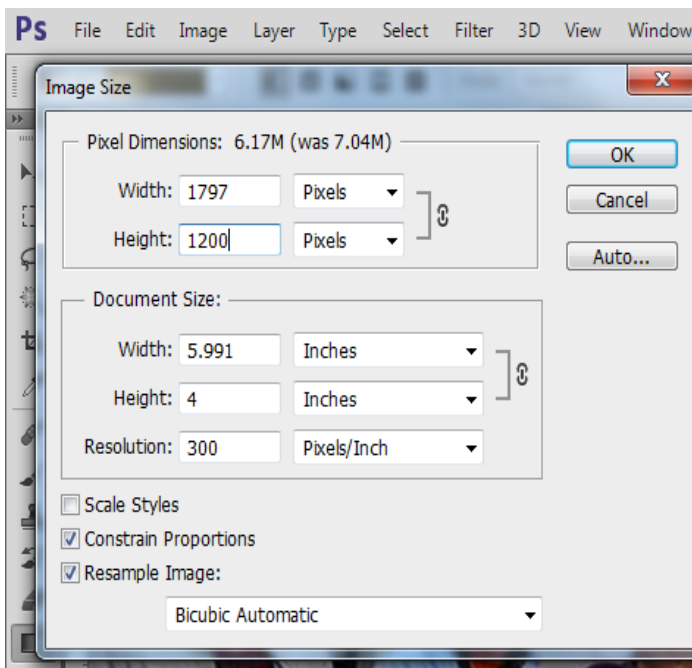 Ps File Edit Image Layer Type Select Filter 3D View Window
Image Size
Pixel Dimensions: 6.17M (was 7.04M)
Width: 1797 Pixels
Height: 1200 Pixels
OK
Cancel
Auto...
Document Size:
Width: 5.991 Inches
Height: 4 Inches
Resolution: 300 Pixels/Inch
Scale Styles
Constrain Proportions
Resample Image:
Bicubic Automatic